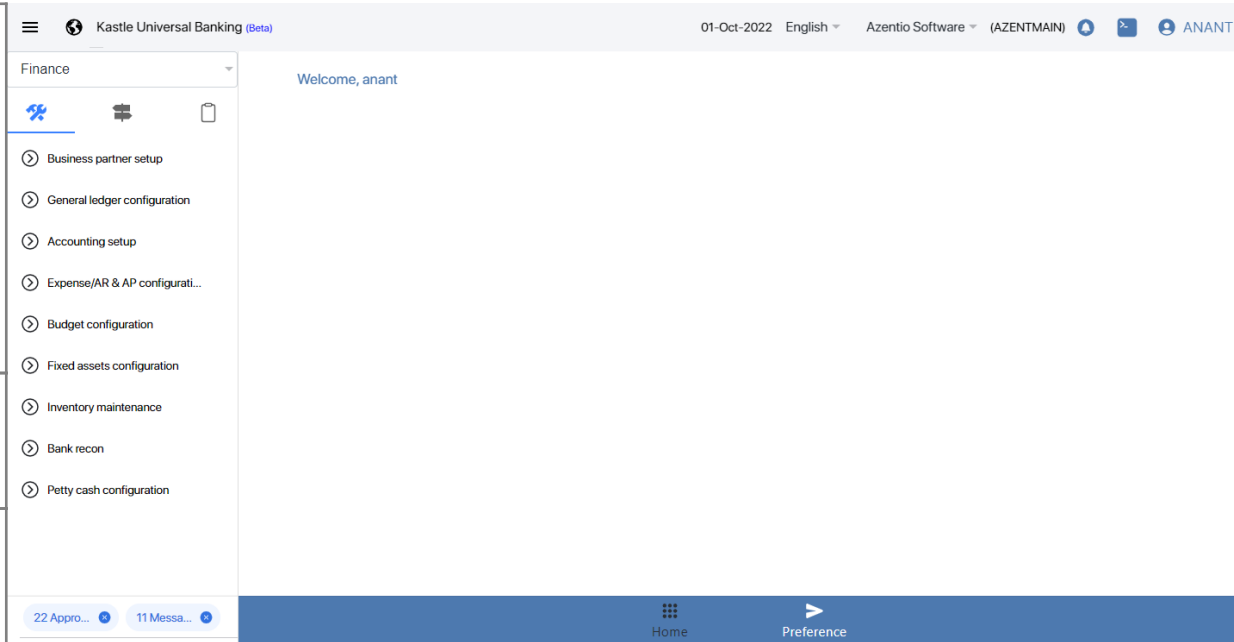 Kastle Universal Banking (Beta)
01-Oct-2022 English Azentio Software (AZENTMAIN) ANANT
Finance
Welcome, anant
Business partner setup
General ledger configuration
Accounting setup
Expense/AR & AP configurati...
Budget configuration
Fixed assets configuration
Inventory maintenance
Bank recon
Petty cash configuration
22 Appro... 11 Messa...
Home Preference